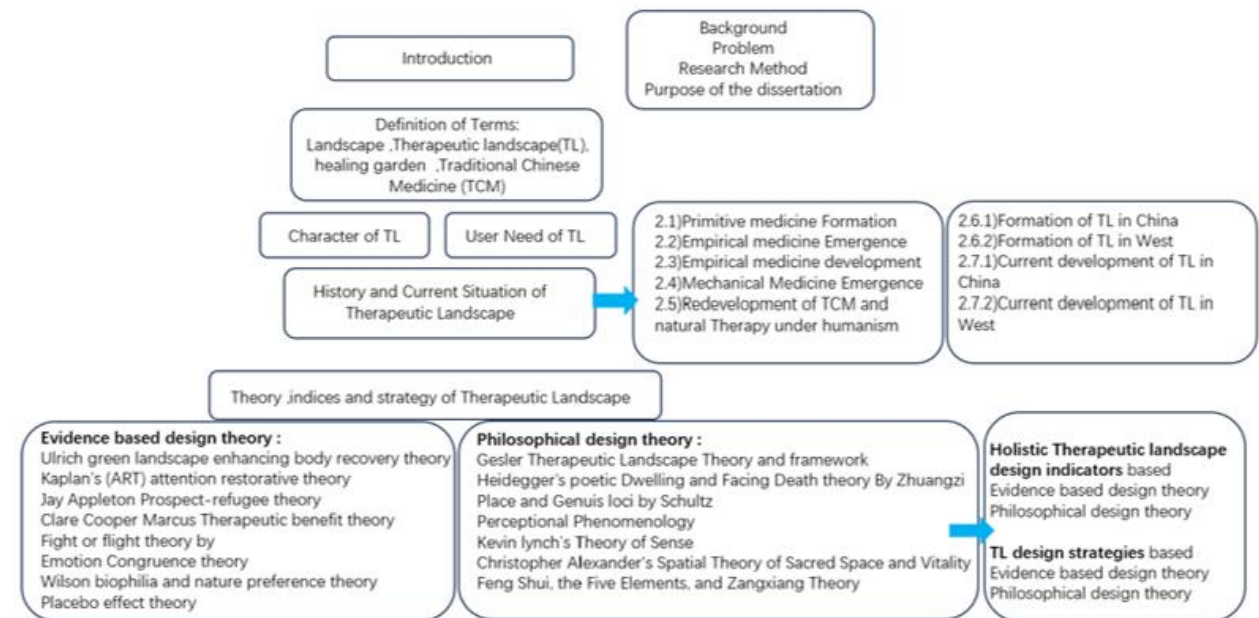 Introduction
Background
Problem
Research Method
Purpose of the dissertation
Definition of Terms:
Landscape ,Therapeutic landscape(TL),
healing garden ,Traditional Chinese
Medicine (TCM)
Character of TL
User Need of TL
History and Current Situation of
Therapeutic Landscape
2.1)Primitive medicine Formation
2.2)Empirical medicine Emergence
2.3)Empirical medicine development
2.4)Mechanical Medicine Emergence
2.5)Redevelopment of TCM and
natural Therapy under humanism
2.6.1)Formation of TL in China
2.6.2)Formation of TL in West
2.7.1)Current development of TL in
China
2.7.2)Current development of TL in
West
Theory ,indices and strategy of Therapeutic Landscape
Evidence based design theory :
Ulrich green landscape enhancing body recovery theory
Kaplan's (ART) attention restorative theory
Jay Appleton Prospect-refugee theory
Clare Cooper Marcus Therapeutic benefit theory
Fight or flight theory by
Emotion Congruence theory
Wilson biophilia and nature preference theory
Placebo effect theory
Philosophical design theory :
Gesler Therapeutic Landscape Theory and framework
Heidegger's poetic Dwelling and Facing Death theory By Zhuangzi
Place and Genuis loci by Schultz
Perceptional Phenomenology
Kevin lynch's Theory of Sense
Christopher Alexander's Spatial Theory of Sacred Space and Vitality
Feng Shui, the Five Elements, and Zangxiang Theory
Holistic Therapeutic landscape
design indicators based
Evidence based design theory
Philosophical design theory
TL design strategies based
Evidence based design theory
Philosophical design theory